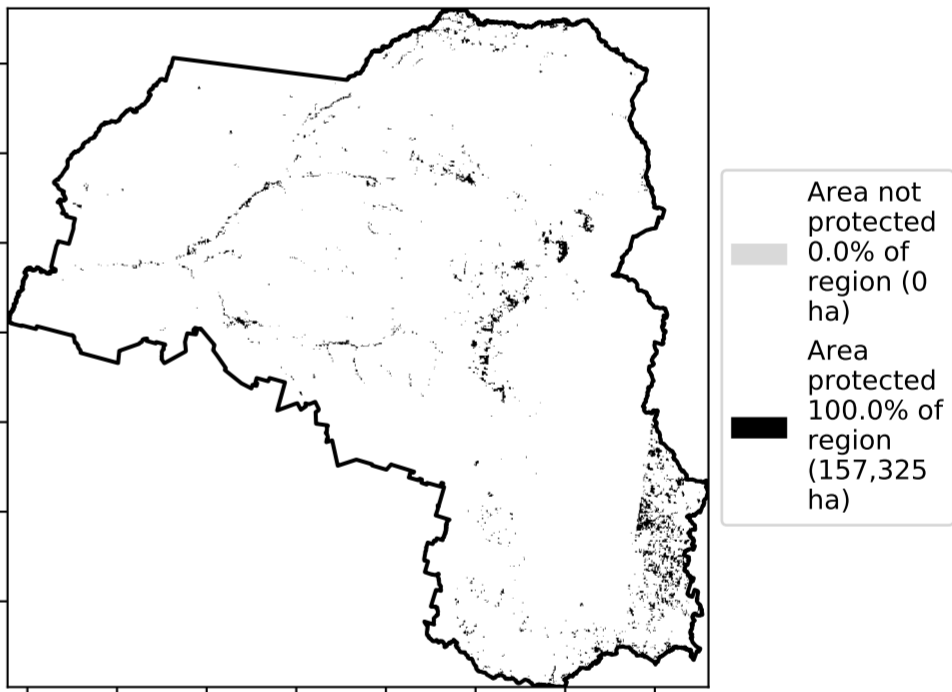 Area not
protected
0.0% of
region (0
ha)
Area
protected
100.0% of
region
(157,325
ha)